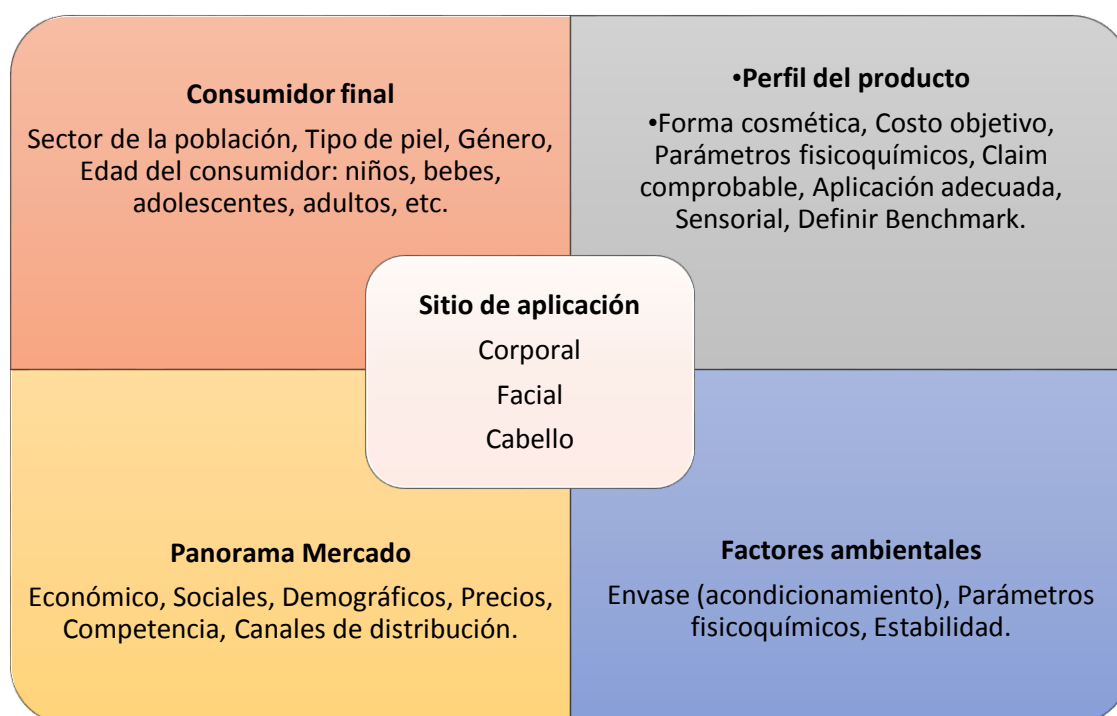 Consumidor final
Sector de la población, Tipo de piel, Género,
Edad del consumidor: niños, bebes,
adolescentes, adultos, etc.
•Perfil del producto
•Forma cosmética, Costo objetivo,
Parámetros fisicoquímicos, Claim
comprobable, Aplicación adecuada,
Sensorial, Definir Benchmark.
Sitio de aplicación
Corporal
Facial
Cabello
Panorama Mercado
Económico, Sociales, Demográficos, Precios,
Competencia, Canales de distribución.
Factores ambientales
Envase (acondicionamiento), Parámetros
fisicoquímicos, Estabilidad.